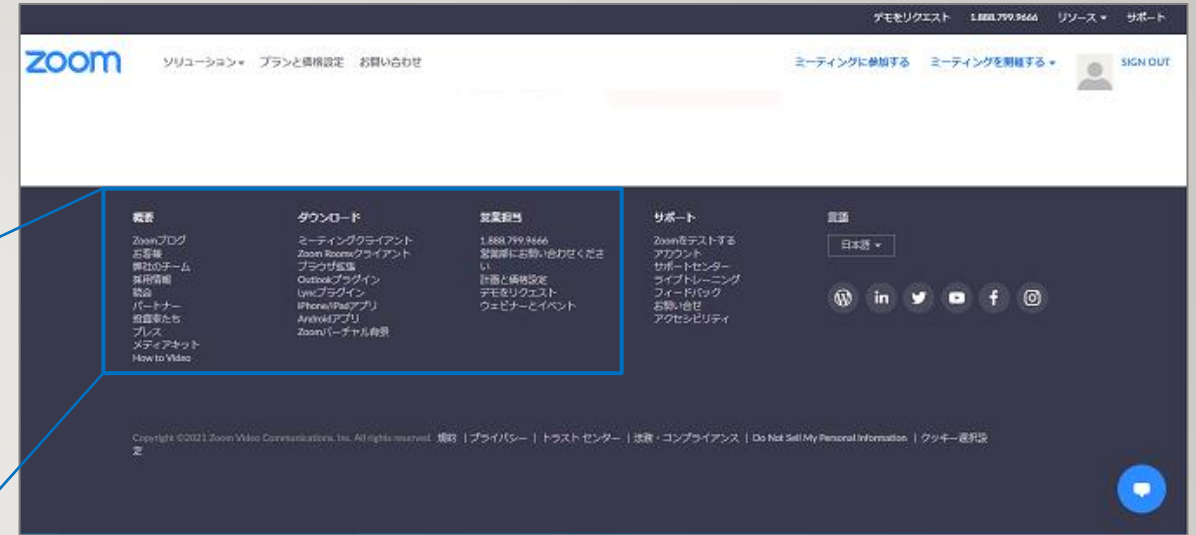 デモをリクエスト 1.888.799.9666 リソース サポート
zoom ソリューション プランと価格設定 お問い合わせ ミーティングに参加する ミーティングを開催する SIGN OUT
概要
Zoomブログ
お客様
弊社のチーム
採用情報
統合
パートナー
投資家たち
プレス
メディアキット
How to Video
ダウンロード
ミーティングクライアント
Zoom Roomsクライアント
ブラウザ拡張
Outlookプラグイン
Lyncプラグイン
iPhone/iPadアプリ
Androidアプリ
Zoomバーチャル背景
営業担当
1.888.799.9666
営業部にお問い合わせくださ
い
計画と価格設定
デモをリクエスト
ウェビナーとイベント
サポート
Zoomをテストする
アカウント
サポートセンター
ライブトレーニング
フィードバック
お問い合せ
アクセシビリティ
言語
日本語
in f
Copyright ©2021 Zoom Video Communications, Inc. All rights reserved. 規約 | プライバシー | トラスト センター | 法務・コンプライアンス | Do Not Sell My Personal Information | クッキー選択設
定